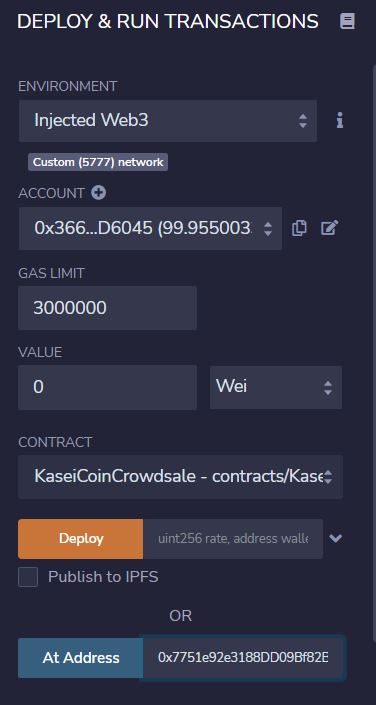 DEPLOY & RUN TRANSACTIONS
ENVIRONMENT
Injected Web3
Custom (5777) network
ACCOUNT
0x366...D6045 (99.955003
GAS LIMIT
3000000
VALUE
0 Wei
CONTRACT
KaseiCoinCrowdsale - contracts/Kase
Deploy uint256 rate, address walle
Publish to IPFS
OR
At Address 0x7751e92e3188DD09Bf82B